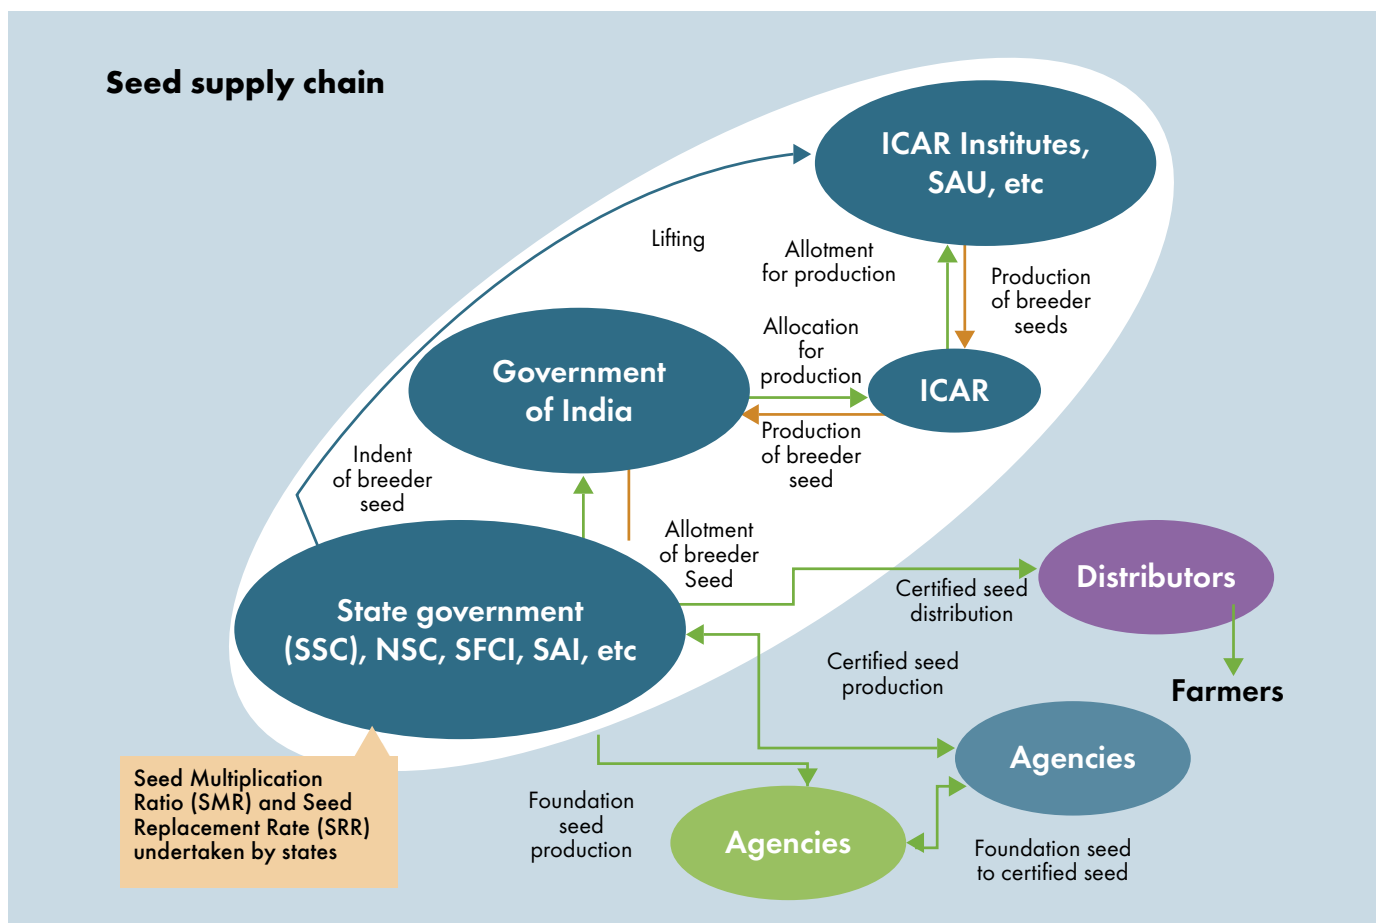 Seed supply chain
ICAR Institutes,
SAU, etc
Lifting
Allotment
for production
Production
of breeder
seeds
Allocation
for
production
Government
of India
ICAR
Production
of breeder
seed
Indent
of breeder
seed
Allotment
of breeder
Seed
State government
(SSC), NSC, SFCI, SAI, etc
Certified seed
distribution
Distributors
Certified seed
production
Farmers
Agencies
Seed Multiplication
Ratio (SMR) and Seed
Replacement Rate (SRR)
undertaken by states
Foundation
seed
production
Agencies
Foundation seed
to certified seed